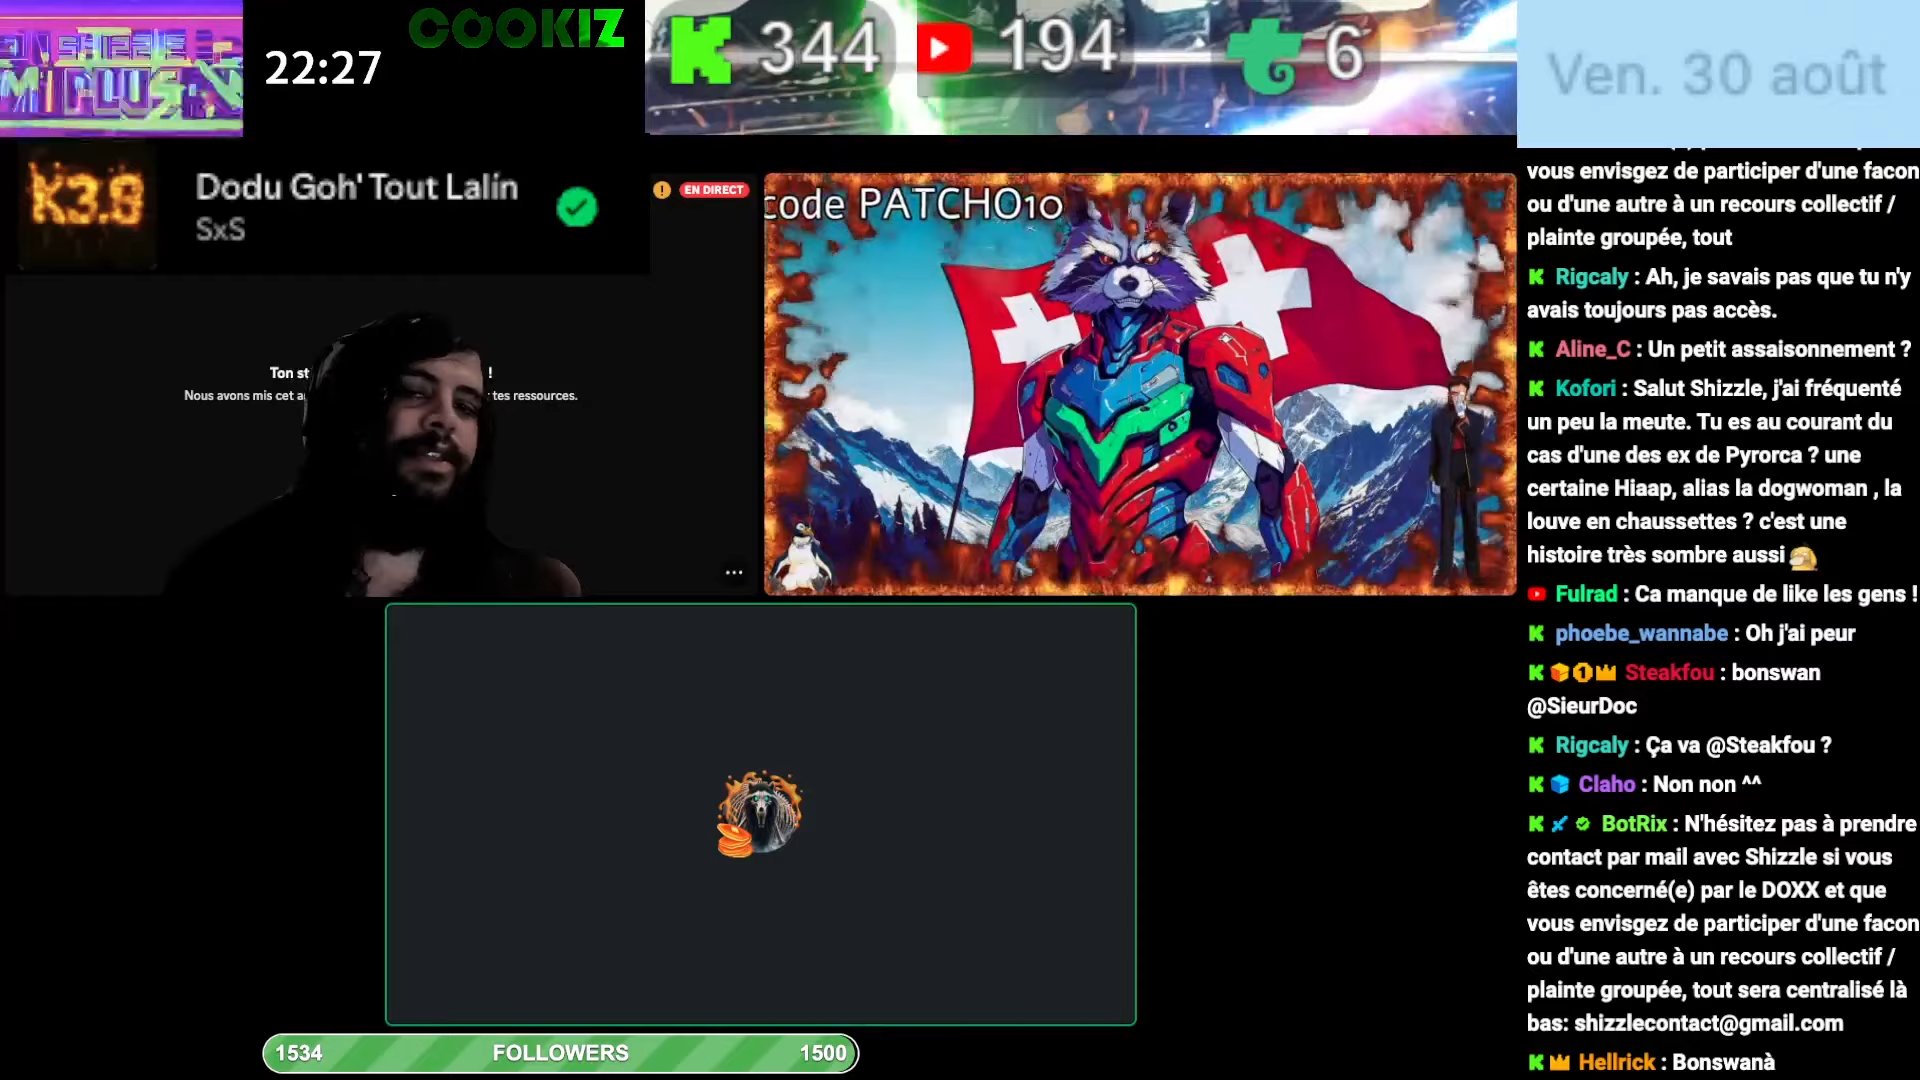 SHIZZLE
PLUS
22:27
COOKIZ
344
194
6
Ven. 30 août
K3.8
Dodu Goh' Tout Lalín
SxS
EN DIRECT
code PATCHO10
Ton st
!
Nous avons mis cet a
tes ressources.
vous envisgez de participer d'une facon
ou d'une autre à un recours collectif /
plainte groupée, tout
Rigcaly : Ah, je savais pas que tu n'y
avais toujours pas accès.
Aline_C : Un petit assaisonnement ?
Kofori : Salut Shizzle, j'ai fréquenté
un peu la meute. Tu es au courant du
cas d'une des ex de Pyrorca ? une
certaine Hiaap, alias la dogwoman , la
louve en chaussettes ? c'est une
histoire très sombre aussi
Fulrad : Ca manque de like les gens !
phoebe_wannabe : Oh j'ai peur
Steakfou : bonswan
@SieurDoc
Rigcaly : Ça va @Steakfou ?
Claho : Non non ^^
BotRix : N'hésitez pas à prendre
contact par mail avec Shizzle si vous
êtes concerné(e) par le DOXX et que
vous envisgez de participer d'une facon
ou d'une autre à un recours collectif /
plainte groupée, tout sera centralisé là
bas: shizzlecontact@gmail.com
Hellrick : Bonswanà
1534 FOLLOWERS 1500